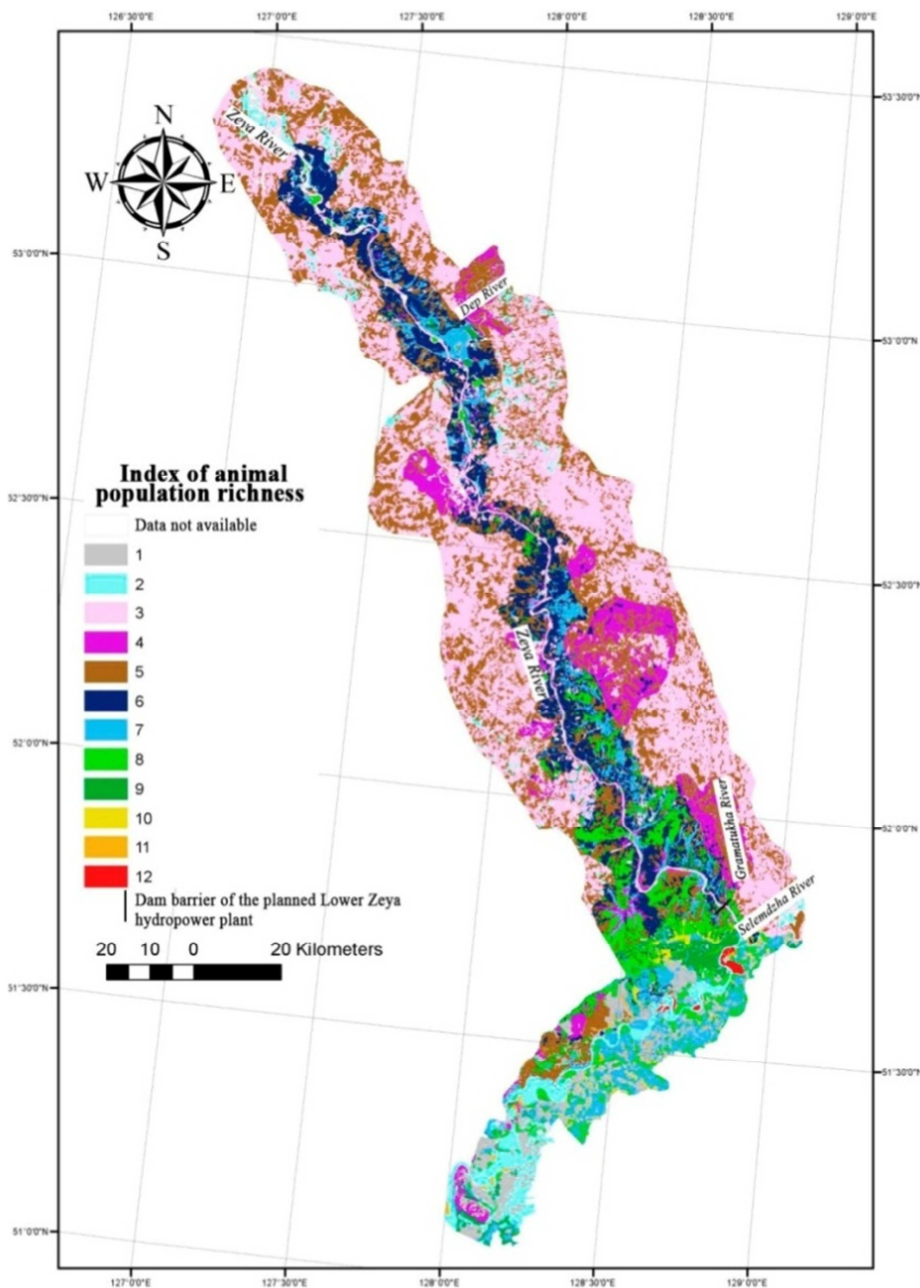 126°0'0"E
127°0'0"E
127°30'0"E
128°0'0"E
128°30'0"E
129°0'0"E
53°30'0"N
N
W
E
S
Zeya River
53°0'0"N
Dep River
53°0'0"N
Index of animal
population richness
52°30'0"N
Data not available
1
2
3
4
5
6
7
8
9
10
11
12
Dam barrier of the planned Lower Zeya
hydropower plant
52°30'0"N
Zeya River
52°0'0"N
Gramatukha River
52°0'0"N
Selemdzha River
20 10 0 20 Kilometers
51°30'0"N
51°30'0"N
51°0'0"N
127°0'0"E
127°30'0"E
128°0'0"E
128°30'0"E
129°0'0"E